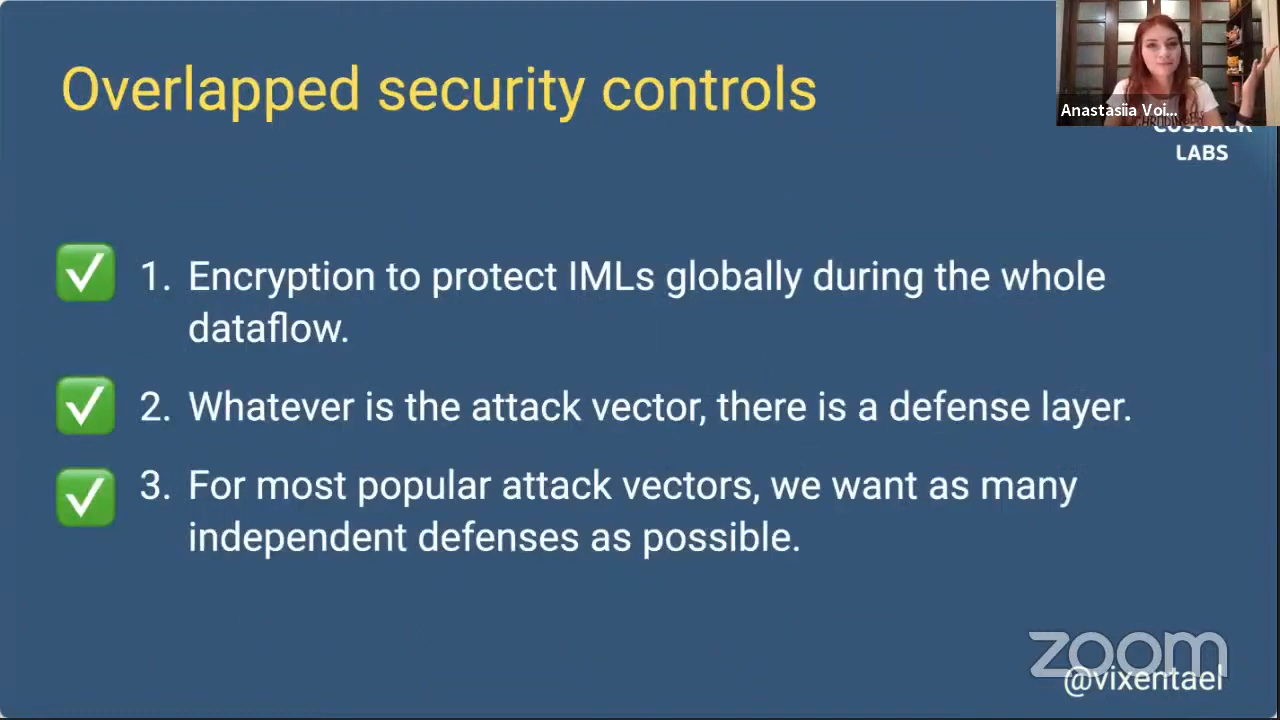 Overlapped security controls
Anastasiia Voi...
COSSACK
LABS
1. Encryption to protect IMLs globally during the whole
dataflow.
2. Whatever is the attack vector, there is a defense layer.
3. For most popular attack vectors, we want as many
independent defenses as possible.
zoom
@vixentael